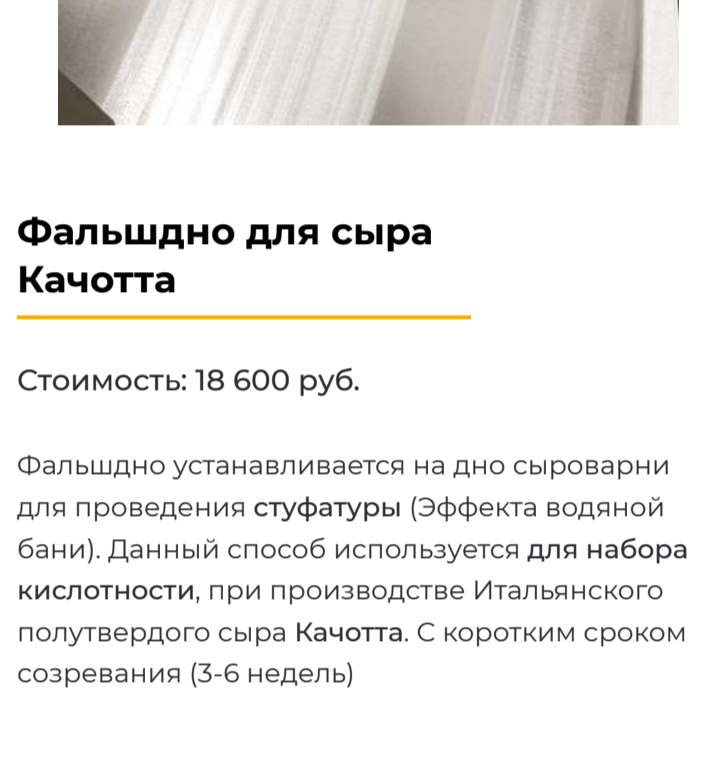 Фальшдно для сыра
Качотта
Стоимость: 18 600 руб.
Фальшдно устанавливается на дно сыроварни
для проведения стуфатуры (Эффекта водяной
бани). Данный способ используется для набора
кислотности, при производстве Итальянского
полутвердого сыра Качотта. С коротким сроком
созревания (3-6 недель)